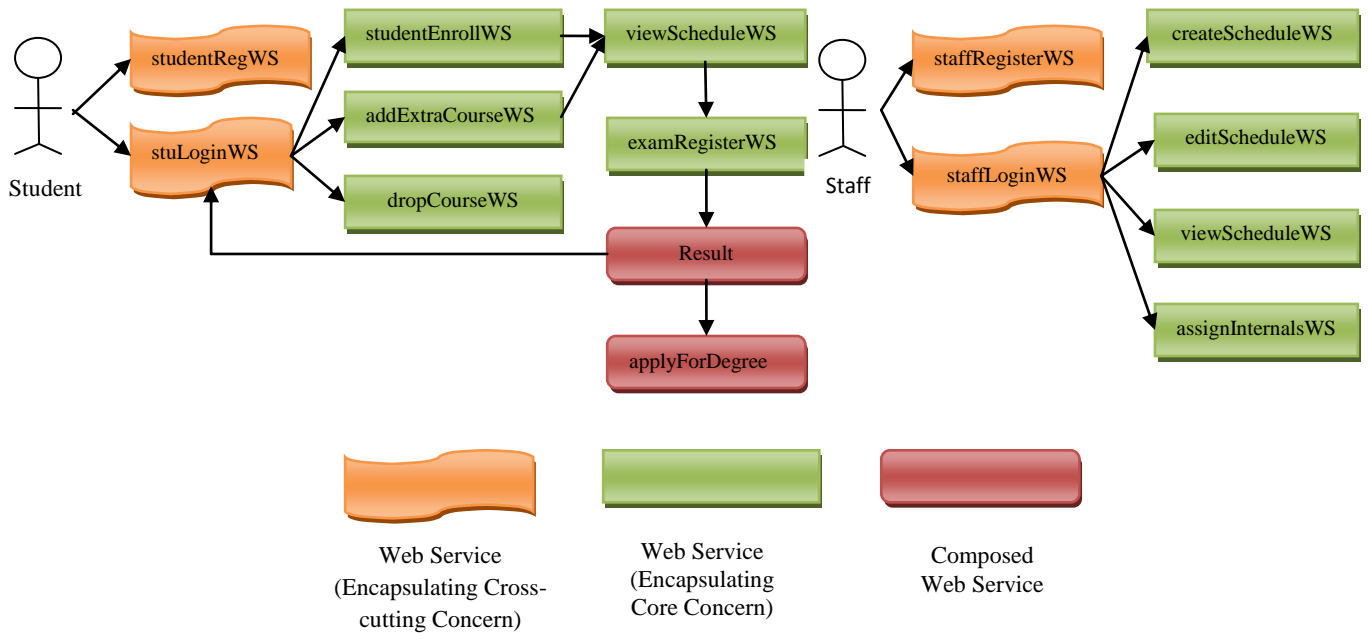 studentRegWS
stuLoginWS
Student
studentEnrollWS
addExtraCourseWS
dropCourseWS
viewScheduleWS
examRegisterWS
Result
applyForDegree
Staff
staffRegisterWS
staffLoginWS
createScheduleWS
editScheduleWS
viewScheduleWS
assignInternalsWS
Web Service
(Encapsulating Cross-
cutting Concern)
Web Service
(Encapsulating
Core Concern)
Composed
Web Service